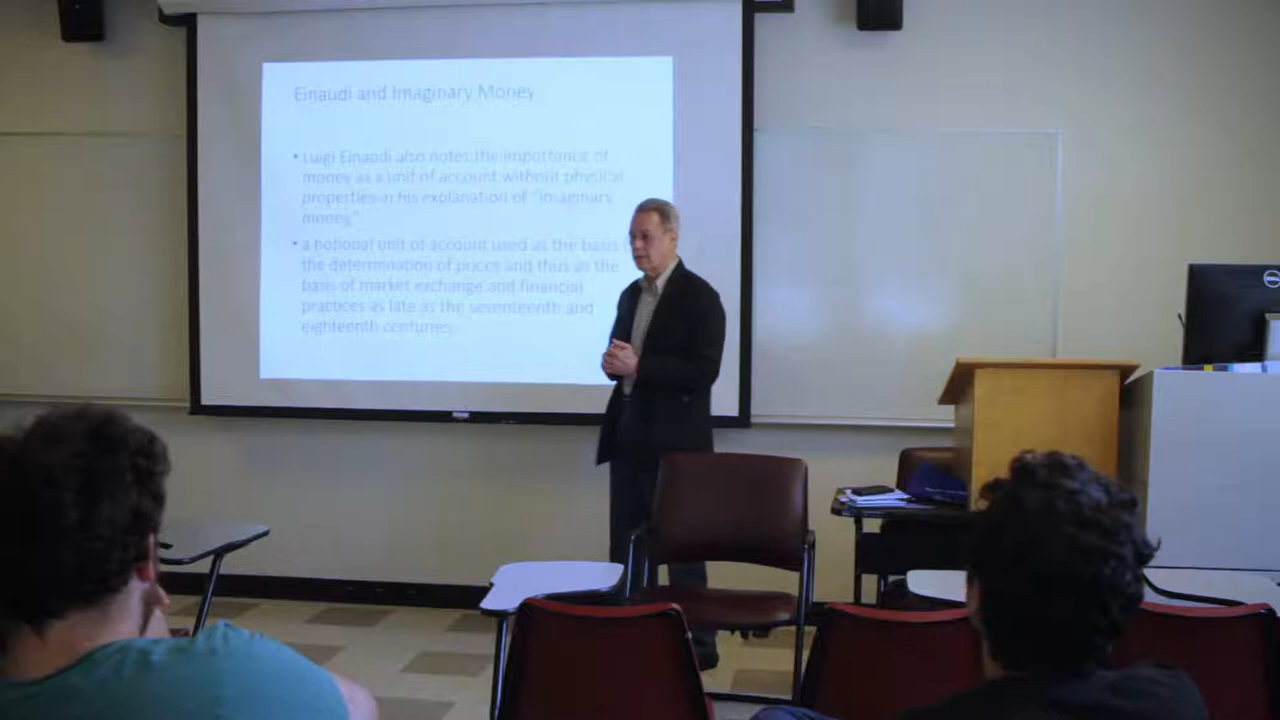 Einaudi and Imaginary Money
• Luigi Einaudi also notes the importance of
money as a unit of account without physical
properties in his explanation of "imaginary
money"
• a notional unit of account used as the basis
the determination of prices and thus as the
basis of market exchange and financial
practices as late as the seventeenth and
eighteenth centuries.
DELL